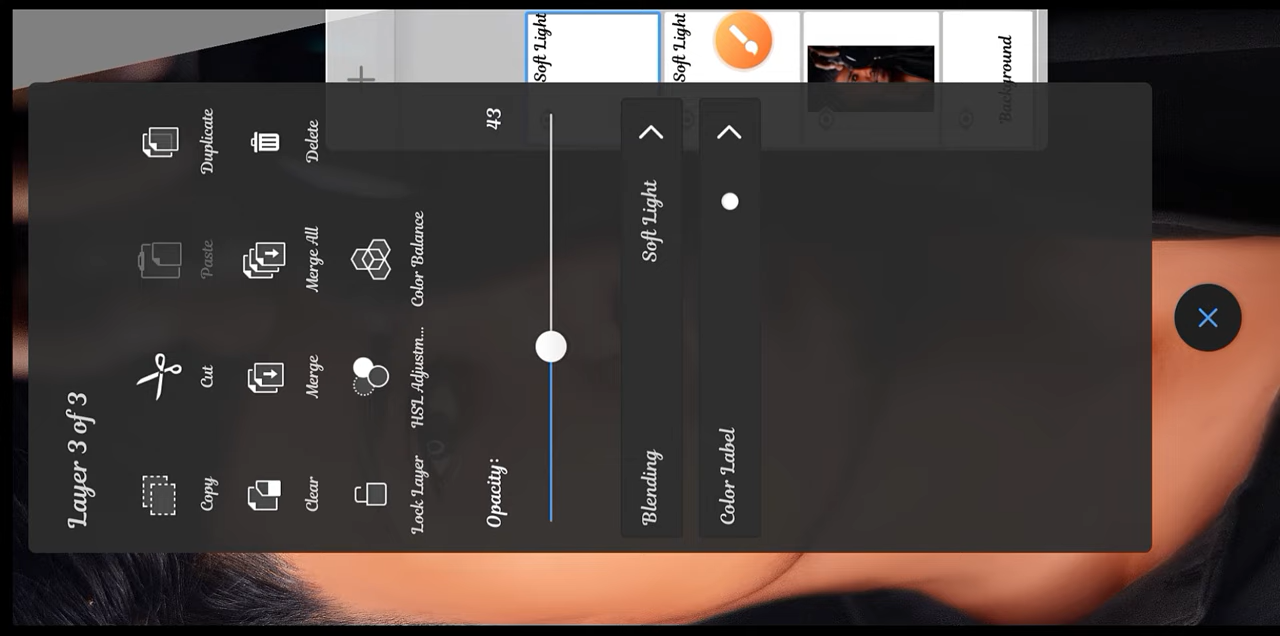 Layer 3 of 3
Copy Cut Paste Duplicate
Clear Merge Merge All Delete
Lock Layer HSL Adjustm... Color Balance
Opacity: 43
Blending Soft Light
Color Label
Soft Light
Soft Light
Background